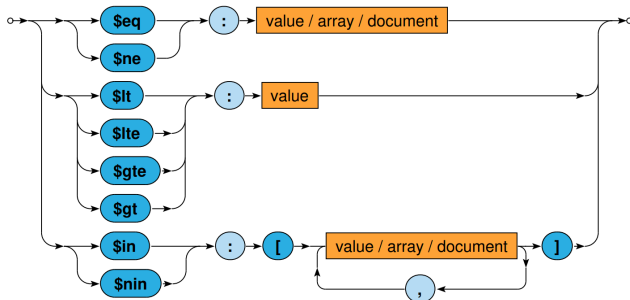 $eq : value / array / document
$ne
$lt : value
$lte
$gte
$gt
$in : [ value / array / document ]
$nin ,